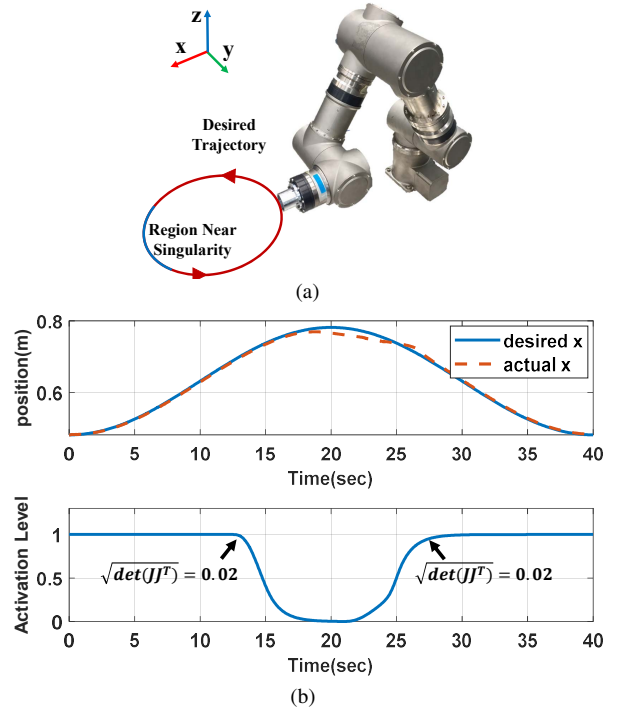 z
x
y
Desired
Trajectory
Region Near
Singularity
(a)
position(m)
0.8
0.6
desired x
actual x
0 5 10 15 20 25 30 35 40
Time(sec)
Activation Level
1
0.5
0
√det(JJᵀ) = 0.02
√det(JJᵀ) = 0.02
0 5 10 15 20 25 30 35 40
Time(sec)
(b)